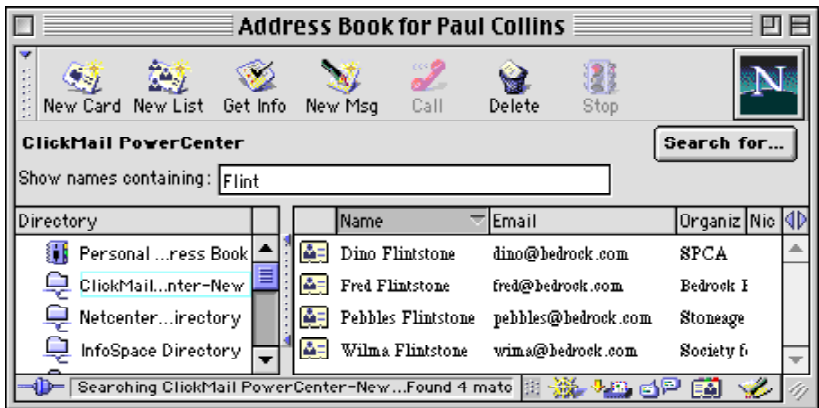 Address Book for Paul Collins
New Card New List Get Info New Msg Call Delete Stop
N
ClickMail PowerCenter
Search for...
Show names containing: Flint
Directory
Name Email Organiz Nic
Personal ...ress Book
ClickMail...nter-New
Netcenter...irectory
InfoSpace Directory
Dino Flintstone dino@bedrock.com SPCA
Fred Flintstone fred@bedrock.com Bedrock
Pebbles Flintstone pebbles@bedrock.com Stoneage
Wilma Flintstone wima@bedrock.com Society
Searching ClickMail PowerCenter-New...Found 4 matc